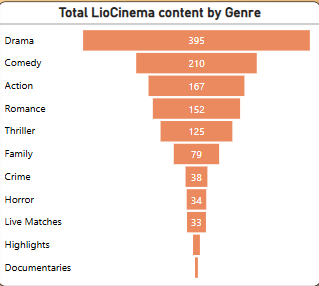 Total LioCinema content by Genre
Drama 395
Comedy 210
Action 167
Romance 152
Thriller 125
Family 79
Crime 38
Horror 34
Live Matches 33
Highlights
Documentaries